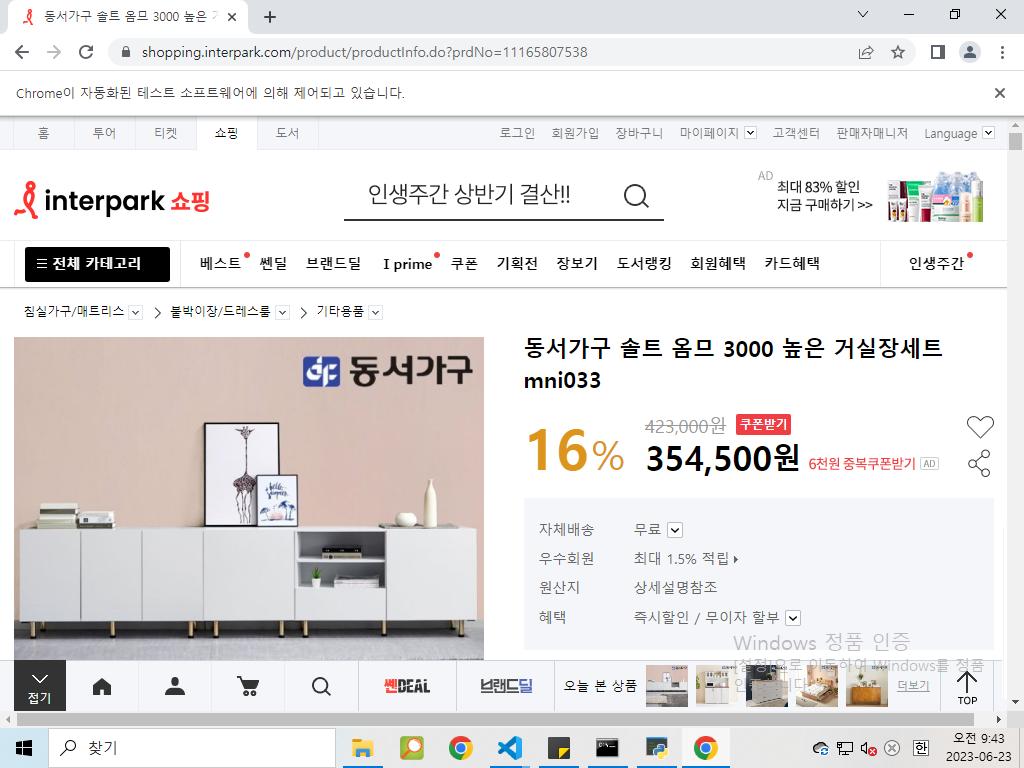 동서가구 솔트 옴므 3000 높은
shopping.interpark.com/product/productInfo.do?prdNo=11165807538
Chrome이 자동화된 테스트 소프트웨어에 의해 제어되고 있습니다.
홈 투어 티켓 쇼핑 도서 로그인 회원가입 장바구니 마이페이지 고객센터 판매자매니저 Language
interpark 쇼핑
인생주간 상반기 결산!!
AD
최대 83% 할인
지금 구매하기 >>
전체 카테고리 베스트 쎈딜 브랜드딜 I prime 쿠폰 기획전 장보기 도서랭킹 회원혜택 카드혜택 인생주간
침실가구/매트리스 붙박이장/드레스룸 기타용품
동서가구
동서가구 솔트 옴므 3000 높은 거실장세트
mni033
423,000원 쿠폰받기
16% 354,500원 6천원 중복쿠폰받기 AD
hello, summer
자체배송 무료
우수회원 최대 1.5% 적립
원산지 상세설명참조
혜택 즉시할인 / 무이자 할부
Windows 정품 인증
[설정]으로 이동하여 Windows를 정품
접기
쎈DEAL
브랜드딜
오늘 본 상품
더보기
TOP
찾기
한
오전 9:43
2023-06-23